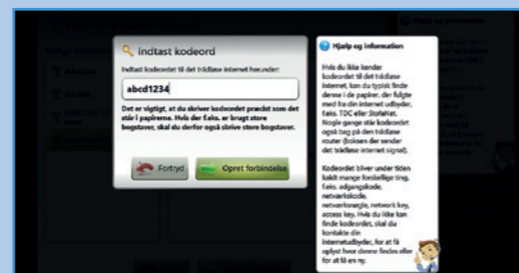 Indtast kodeord
Indtast kodeordet til det trådløse internet herunder:
abcd1234
Det er vigtigt, at du skriver kodeordet præcist som det
står i papirerne. Hvis der f.eks. er brugt store
bogstaver, skal du derfor også skrive store bogstaver.
Fortryd
Opret forbindelse
Hjælp og information
Hvis du ikke kender
kodeordet til det trådløse
internet, kan du typisk finde
denne i de papirer, der fulgte
med fra din internet udbyder,
f.eks. TDC eller Stofanet.
Nogle gange står kodeordet
også bag på den trådløse
router (boksen der sender
det trådløse internet signal).
Kodeordet bliver under tiden
kaldt mange forskellige ting,
f.eks. adgangskode,
netværkskode,
netværksnøgle, network key,
access key. Hvis du ikke kan
finde kodeordet, skal du
kontakte din
internetudbyder, for at få
oplyst hvor denne findes eller
for at få en ny.